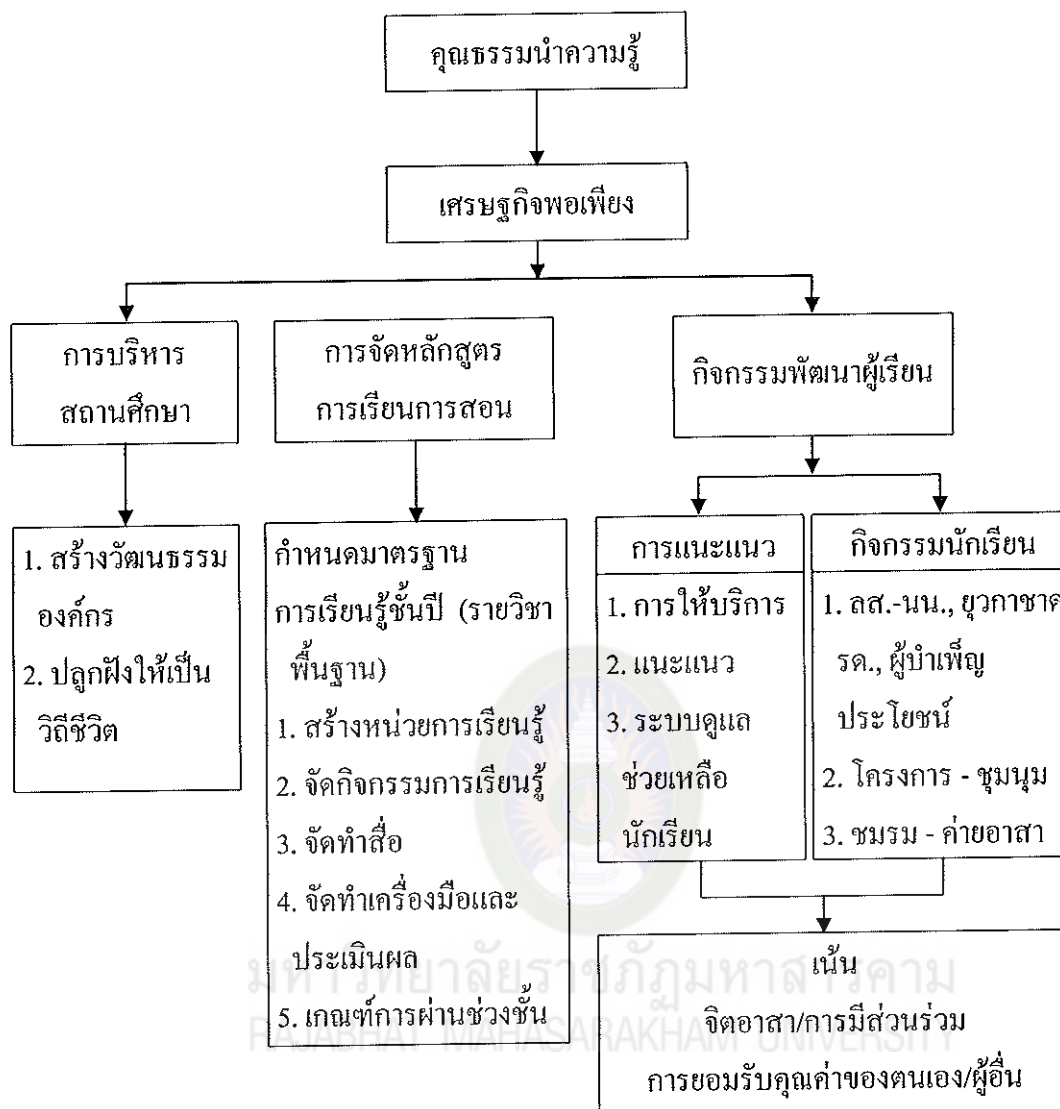 คุณธรรมนำความรู้
เศรษฐกิจพอเพียง
การบริหาร
สถานศึกษา
การจัดหลักสูตร
การเรียนการสอน
กิจกรรมพัฒนาผู้เรียน
1. สร้างวัฒนธรรม
องค์กร
2. ปลูกฝังให้เป็น
วิถีชีวิต
กำหนดมาตรฐาน
การเรียนรู้ชั้นปี (รายวิชา
พื้นฐาน)
1. สร้างหน่วยการเรียนรู้
2. จัดกิจกรรมการเรียนรู้
3. จัดทำสื่อ
4. จัดทำเครื่องมือและ
ประเมินผล
5. เกณฑ์การผ่านช่วงชั้น
การแนะแนว
1. การให้บริการ
2. แนะแนว
3. ระบบดูแล
ช่วยเหลือ
นักเรียน
กิจกรรมนักเรียน
1. ลส.-นน., ยุวกาชาด
รด., ผู้บำเพ็ญ
ประโยชน์
2. โครงการ - ชุมนุม
3. ชมรม - ค่ายอาสา
เน้น
จิตอาสา/การมีส่วนร่วม
การยอมรับคุณค่าของตนเอง/ผู้อื่น
มหาวิทยาลัยราชภัฏมหาสารคาม
RAJABHAT MAHASARAKHAM UNIVERSITY